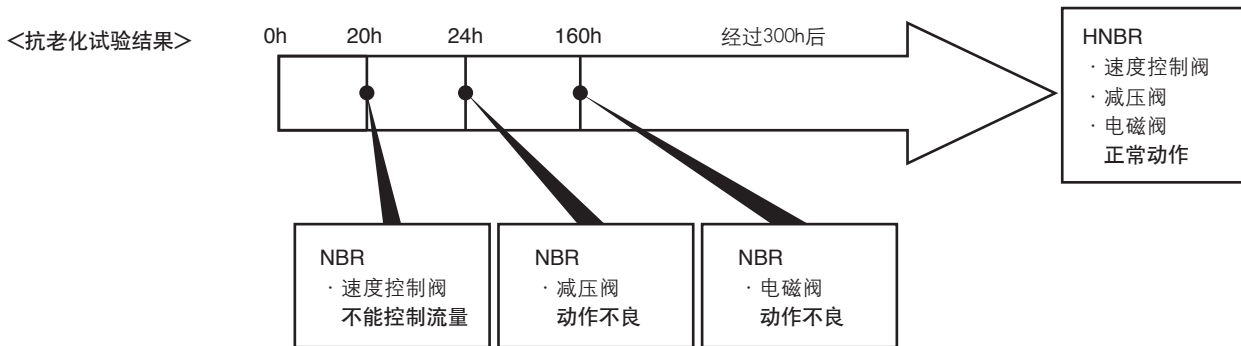 <抗老化试验结果>
0h 20h 24h 160h 经过300h后
HNBR
· 速度控制阀
· 减压阀
· 电磁阀
正常动作
NBR
· 速度控制阀
不能控制流量
NBR
· 减压阀
动作不良
NBR
· 电磁阀
动作不良